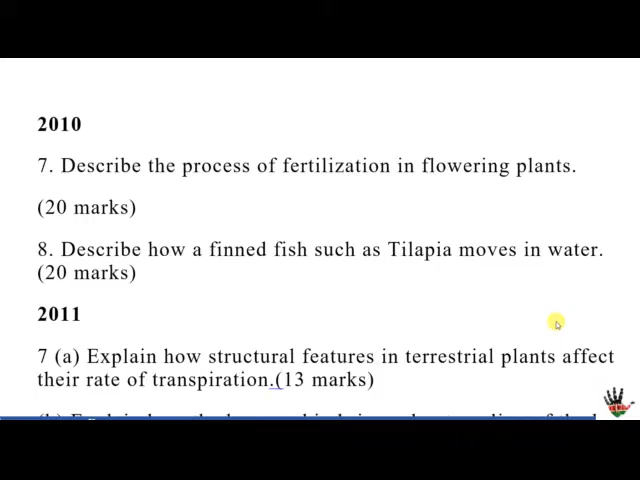 2010
7. Describe the process of fertilization in flowering plants.
(20 marks)
8. Describe how a finned fish such as Tilapia moves in water.
(20 marks)
2011
7 (a) Explain how structural features in terrestrial plants affect
their rate of transpiration.(13 marks)